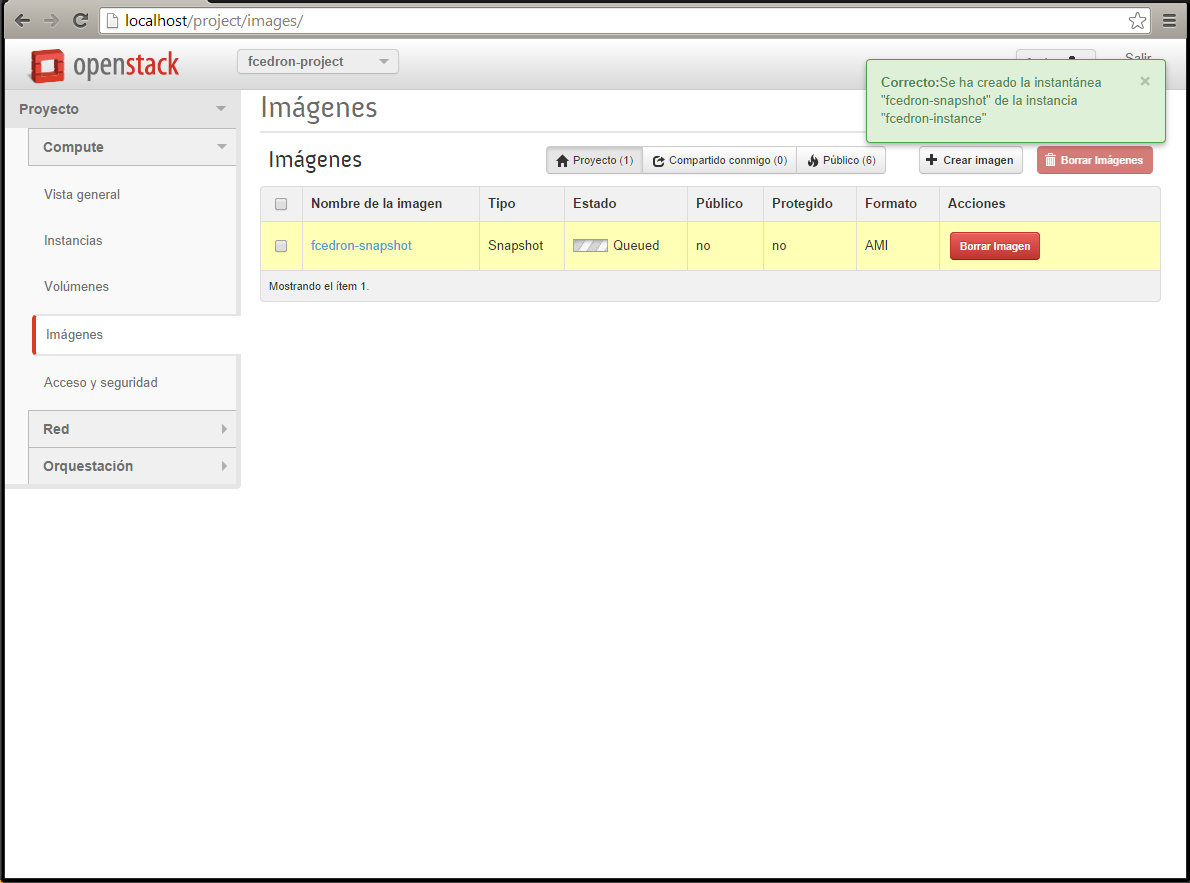 localhost/project/images/
openstack
fcedron-project
Salir
Correcto:Se ha creado la instantánea
"fcedron-snapshot" de la instancia
"fcedron-instance"
×
Proyecto
Compute
Vista general
Instancias
Volúmenes
Imágenes
Acceso y seguridad
Red
Orquestación
Imágenes
Imágenes
Proyecto (1)
Compartido conmigo (0)
Público (6)
Crear imagen
Borrar Imágenes
Nombre de la imagen Tipo Estado Público Protegido Formato Acciones
fcedron-snapshot Snapshot Queued no no AMI Borrar Imagen
Mostrando el ítem 1.